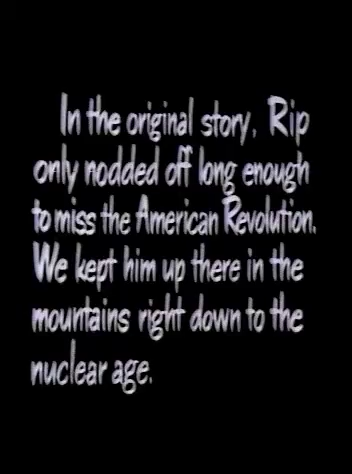 In the original story, Rip
only nodded off long enough
to miss the American Revolution.
We kept him up there in the
mountains right down to the
nuclear age.